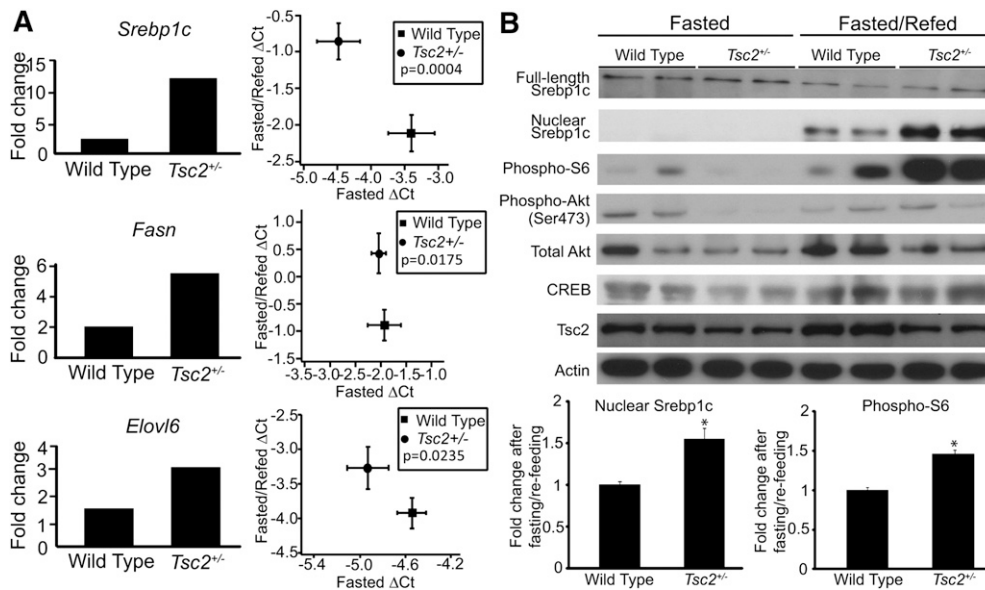 A
Srebp1c
Fold change
15
10
5
0
Wild Type
Tsc2+/-
Fasted/Refed ΔCt
-0.5
-1.0
-1.5
-2.0
-2.5
-5.0 -4.5 -4.0 -3.5 -3.0
Fasted ΔCt
Wild Type
Tsc2+/-
p=0.0004
Fasn
Fold change
6
4
2
0
Wild Type
Tsc2+/-
Fasted/Refed ΔCt
1.5
1.0
0.5
0.0
-0.5
-1.0
-1.5
-3.5 -3.0 -2.5 -2.0 -1.5 -1.0
Fasted ΔCt
Wild Type
Tsc2+/-
p=0.0175
Elovl6
Fold change
4
3
2
1
0
Wild Type
Tsc2+/-
Fasted/Refed ΔCt
-2.5
-3.0
-3.5
-4.0
-4.5
-5.4 -5.0 -4.6 -4.2
Fasted ΔCt
Wild Type
Tsc2+/-
p=0.0235
B
Fasted
Fasted/Refed
Wild Type
Tsc2+/-
Wild Type
Tsc2+/-
Full-length
Srebp1c
Nuclear
Srebp1c
Phospho-S6
Phospho-Akt
(Ser473)
Total Akt
CREB
Tsc2
Actin
Nuclear Srebp1c
Fold change after
fasting/re-feeding
2
1.5
1
0.5
0
*
Wild Type
Tsc2+/-
Phospho-S6
Fold change after
fasting/re-feeding
2
1.5
1
0.5
0
*
Wild Type
Tsc2+/-